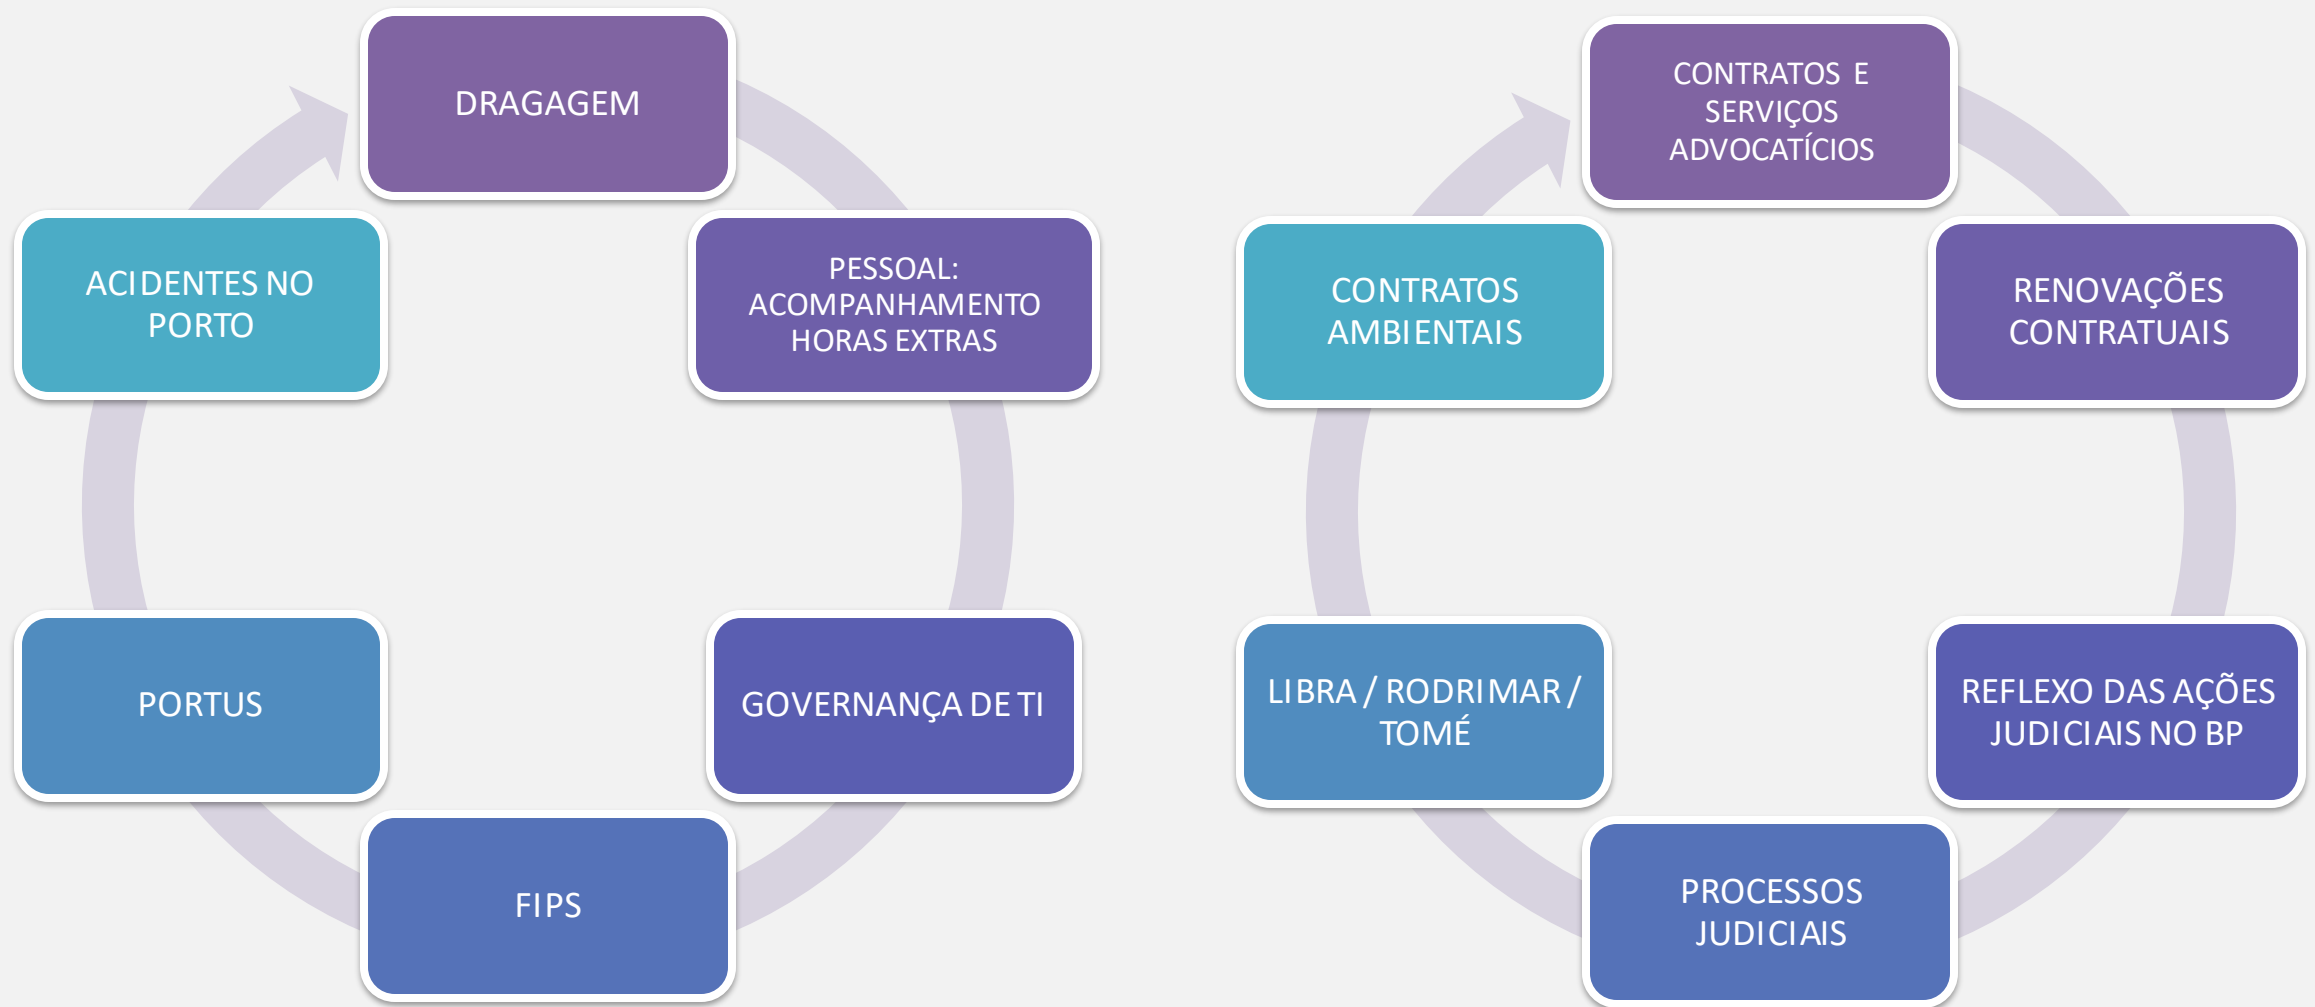 DRAGAGEM
PESSOAL:
ACOMPANHAMENTO
HORAS EXTRAS
GOVERNANÇA DE TI
FIPS
PORTUS
ACIDENTES NO
PORTO
CONTRATOS E
SERVIÇOS
ADVOCATÍCIOS
RENOVAÇÕES
CONTRATUAIS
REFLEXO DAS AÇÕES
JUDICIAIS NO BP
PROCESSOS
JUDICIAIS
LIBRA / RODRIMAR /
TOMÉ
CONTRATOS
AMBIENTAIS